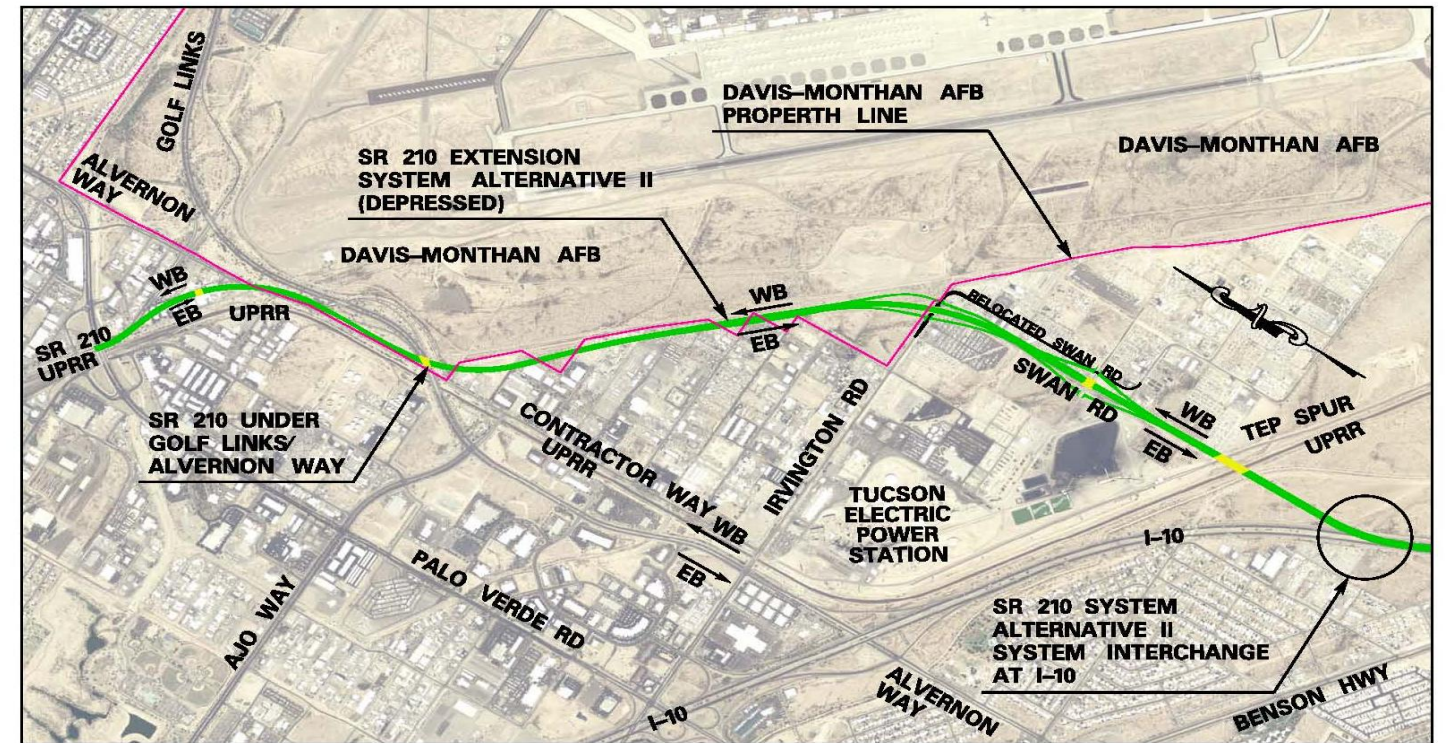 GOLF LINKS
DAVIS–MONTHAN AFB
PROPERTH LINE
DAVIS–MONTHAN AFB
ALVERNON
WAY
SR 210 EXTENSION
SYSTEM ALTERNATIVE II
(DEPRESSED)
DAVIS–MONTHAN AFB
WB
EB
UPRR
SR 210
UPRR
WB
EB
RELOCATED SWAN RD
SWAN RD
WB
EB
TEP SPUR
UPRR
SR 210 UNDER
GOLF LINKS/
ALVERNON WAY
CONTRACTOR WAY
UPRR
WB
EB
IRVINGTON RD
TUCSON
ELECTRIC
POWER
STATION
I–10
AJO WAY
PALO VERDE RD
SR 210 SYSTEM
ALTERNATIVE II
SYSTEM INTERCHANGE
AT I–10
I–10
ALVERNON
WAY
BENSON HWY